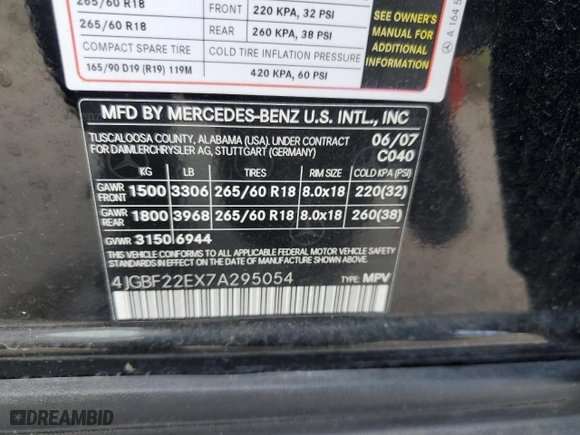 265/60 R18 FRONT 220 KPA, 32 PSI
265/60 R18 REAR 260 KPA, 38 PSI
COMPACT SPARE TIRE COLD TIRE INFLATION PRESSURE
165/90 D19 (R19) 119M 420 KPA, 60 PSI
SEE OWNER'S
MANUAL FOR
ADDITIONAL
INFORMATION
A 164 5
MFD BY MERCEDES-BENZ U.S. INTL., INC
TUSCALOOSA COUNTY, ALABAMA (USA). UNDER CONTRACT 06/07
FOR DAIMLERCHRYSLER AG, STUTTGART (GERMANY) C040
KG LB TIRES RIM SIZE COLD KPA (PSI)
GAWR FRONT 1500 3306 265/60 R18 8.0x18 220(32)
GAWR REAR 1800 3968 265/60 R18 8.0x18 260(38)
GVWR 3150 6944
THIS VEHICLE CONFORMS TO ALL APPLICABLE FEDERAL MOTOR VEHICLE SAFETY
AND THEFT PREVENTION STANDARDS IN EFFECT ON THE DATE OF MANUFACTURE SHOWN ABOVE.
4JGBF22EX7A295054 TYPE: MPV
DREAMBID